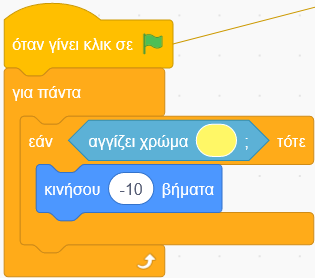 όταν γίνει κλικ σε
για πάντα
εάν αγγίζει χρώμα ; τότε
κινήσου -10 βήματα